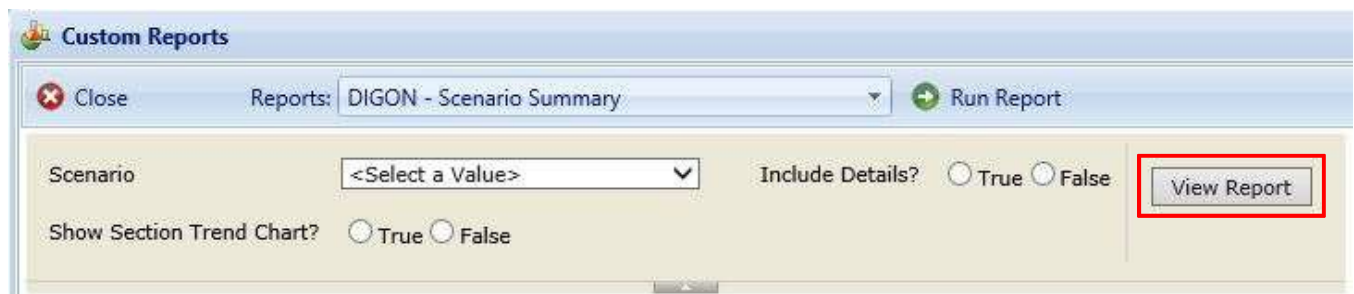 Custom Reports
Close Reports: DIGON - Scenario Summary Run Report
Scenario <Select a Value> Include Details? True False View Report
Show Section Trend Chart? True False